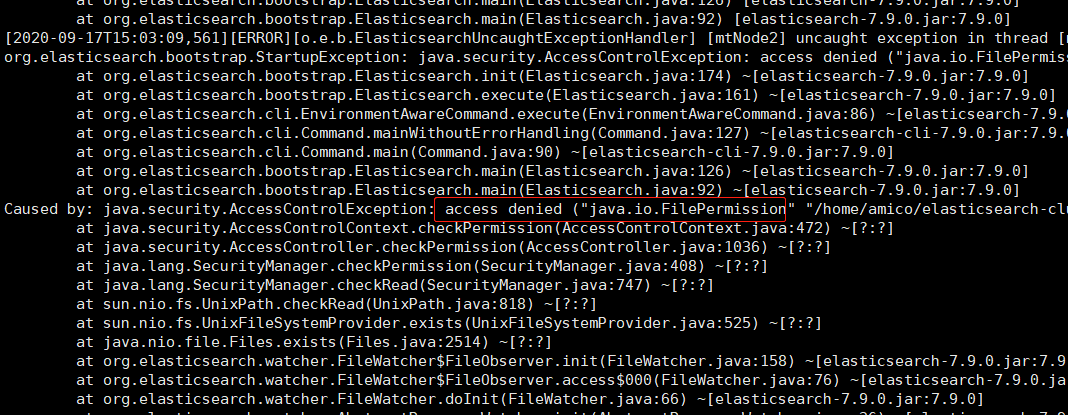 at org.elasticsearch.bootstrap.Elasticsearch.main(Elasticsearch.java:126) [elasticsearch-7.9.0.jar:7.9.0]
at org.elasticsearch.bootstrap.Elasticsearch.main(Elasticsearch.java:92) [elasticsearch-7.9.0.jar:7.9.0]
[2020-09-17T15:03:09,561][ERROR][o.e.b.ElasticsearchUncaughtExceptionHandler] [mtNode2] uncaught exception in thread [
org.elasticsearch.bootstrap.StartupException: java.security.AccessControlException: access denied ("java.io.FilePermiss
at org.elasticsearch.bootstrap.Elasticsearch.init(Elasticsearch.java:174) ~[elasticsearch-7.9.0.jar:7.9.0]
at org.elasticsearch.bootstrap.Elasticsearch.execute(Elasticsearch.java:161) ~[elasticsearch-7.9.0.jar:7.9.0]
at org.elasticsearch.cli.EnvironmentAwareCommand.execute(EnvironmentAwareCommand.java:86) ~[elasticsearch-7.9.0
at org.elasticsearch.cli.Command.mainWithoutErrorHandling(Command.java:127) ~[elasticsearch-cli-7.9.0.jar:7.9.0
at org.elasticsearch.cli.Command.main(Command.java:90) ~[elasticsearch-cli-7.9.0.jar:7.9.0]
at org.elasticsearch.bootstrap.Elasticsearch.main(Elasticsearch.java:126) ~[elasticsearch-7.9.0.jar:7.9.0]
at org.elasticsearch.bootstrap.Elasticsearch.main(Elasticsearch.java:92) ~[elasticsearch-7.9.0.jar:7.9.0]
Caused by: java.security.AccessControlException: access denied ("java.io.FilePermission" "/home/amico/elasticsearch-clu
at java.security.AccessControlContext.checkPermission(AccessControlContext.java:472) ~[?:?]
at java.security.AccessController.checkPermission(AccessController.java:1036) ~[?:?]
at java.lang.SecurityManager.checkPermission(SecurityManager.java:408) ~[?:?]
at java.lang.SecurityManager.checkRead(SecurityManager.java:747) ~[?:?]
at sun.nio.fs.UnixPath.checkRead(UnixPath.java:818) ~[?:?]
at sun.nio.fs.UnixFileSystemProvider.exists(UnixFileSystemProvider.java:525) ~[?:?]
at java.nio.file.Files.exists(Files.java:2514) ~[?:?]
at org.elasticsearch.watcher.FileWatcher$FileObserver.init(FileWatcher.java:158) ~[elasticsearch-7.9.0.jar:7.9
at org.elasticsearch.watcher.FileWatcher$FileObserver.access$000(FileWatcher.java:76) ~[elasticsearch-7.9.0.jar
at org.elasticsearch.watcher.FileWatcher.doInit(FileWatcher.java:66) ~[elasticsearch-7.9.0.jar:7.9.0]